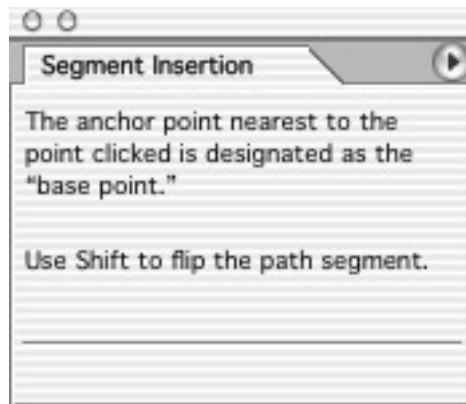 Segment Insertion
The anchor point nearest to the
point clicked is designated as the
“base point.”
Use Shift to flip the path segment.